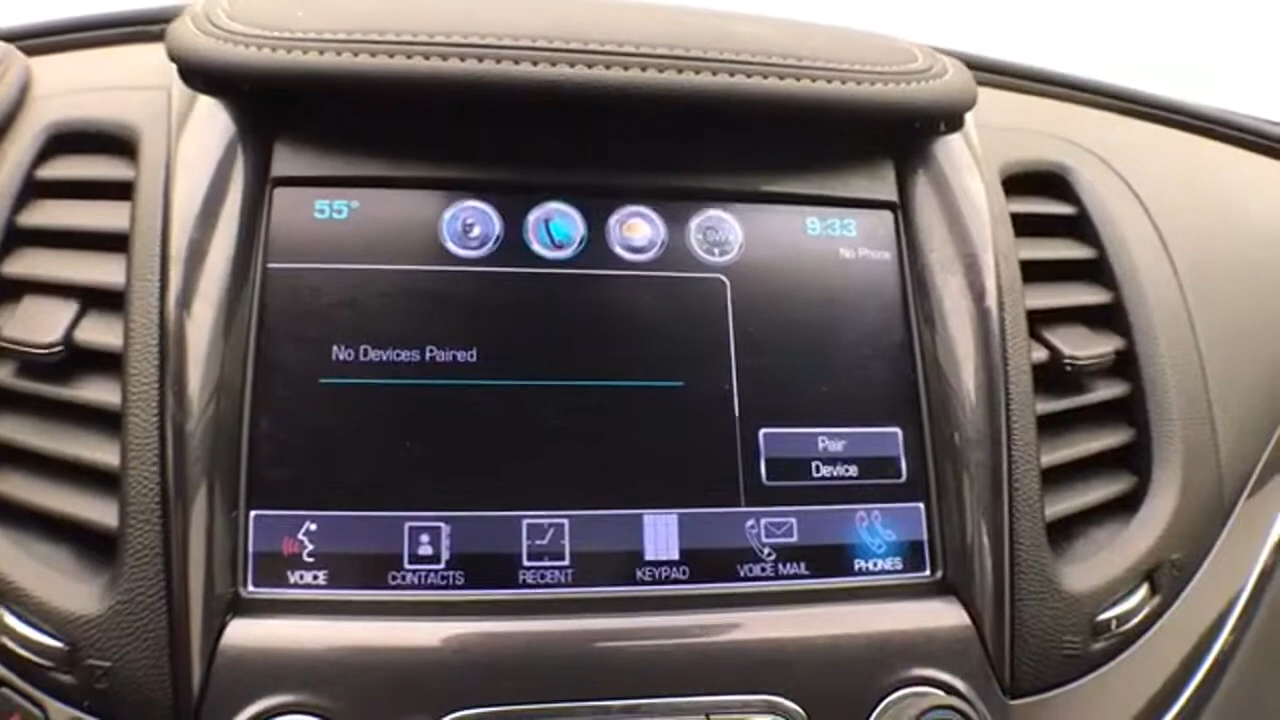 55°
9:33
No Phone
No Devices Paired
Pair
Device
VOICE
CONTACTS
RECENT
KEYPAD
VOICE MAIL
PHONES